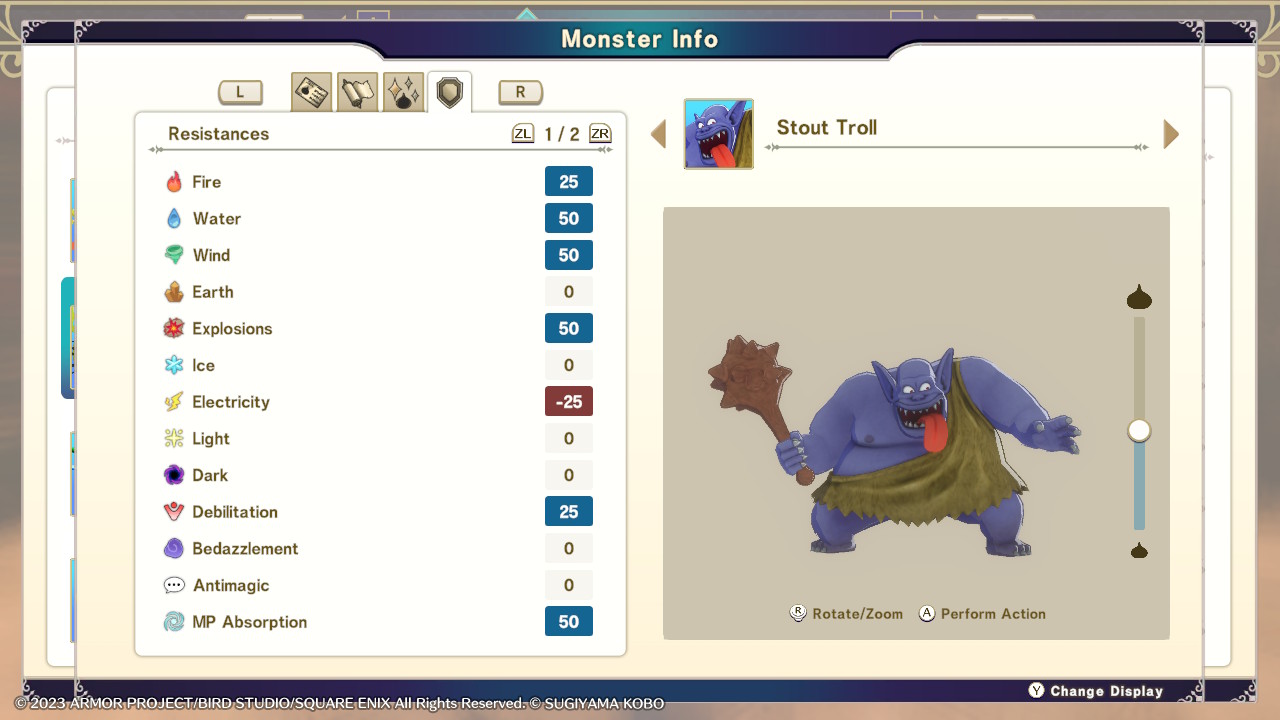 Monster Info
L
R
Resistances
ZL 1 / 2 ZR
Fire 25
Water 50
Wind 50
Earth 0
Explosions 50
Ice 0
Electricity -25
Light 0
Dark 0
Debilitation 25
Bedazzlement 0
Antimagic 0
MP Absorption 50
Stout Troll
R Rotate/Zoom A Perform Action
Y Change Display
© 2023 ARMOR PROJECT/BIRD STUDIO/SQUARE ENIX All Rights Reserved. © SUGIYAMA KOBO